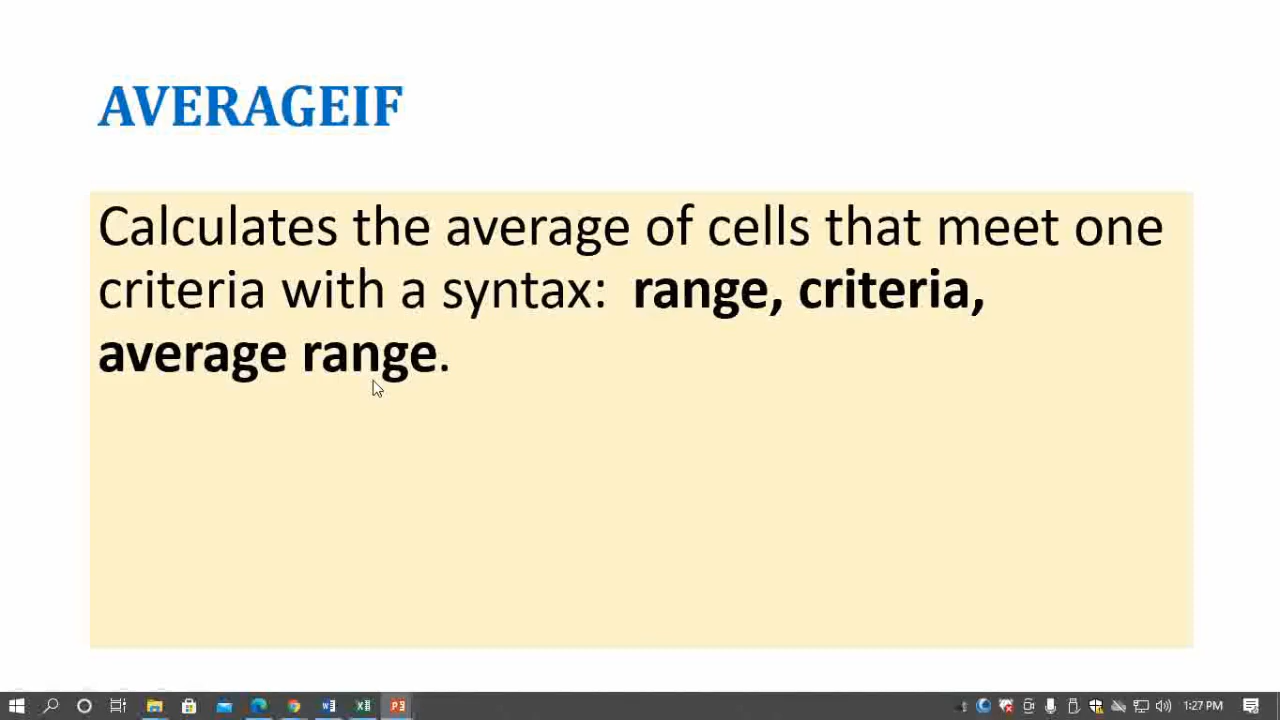 AVERAGEIF
Calculates the average of cells that meet one
criteria with a syntax:  range, criteria,
average range.
1:27 PM